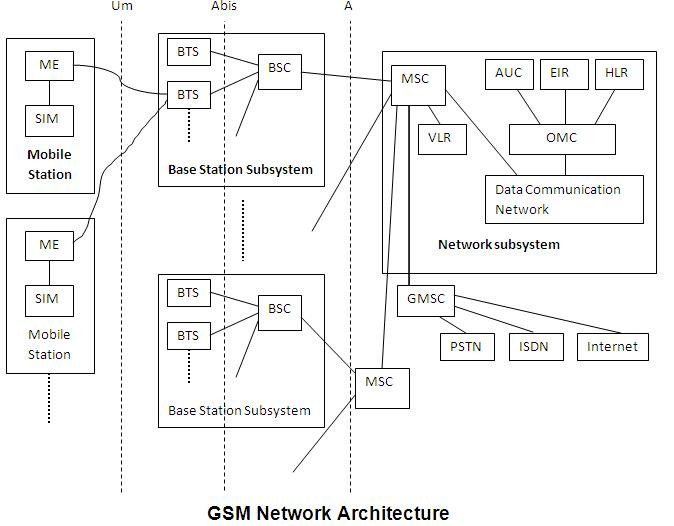 Um
Abis
A
ME
SIM
Mobile
Station
BTS
BTS
BSC
Base Station Subsystem
MSC
VLR
AUC
EIR
HLR
OMC
Data Communication
Network
Network subsystem
ME
SIM
Mobile
Station
BTS
BTS
BSC
Base Station Subsystem
MSC
GMSC
PSTN
ISDN
Internet
GSM Network Architecture